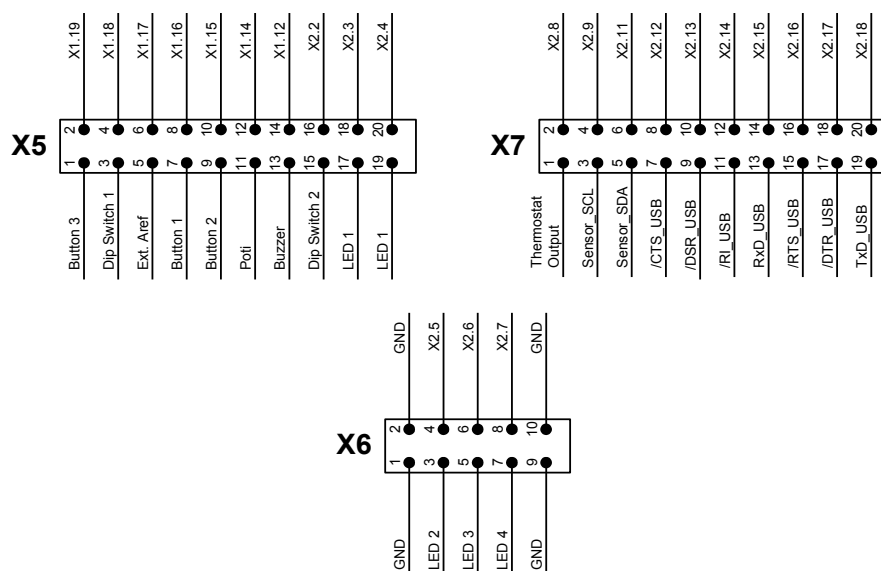 X1.19
X1.18
X1.17
X1.16
X1.15
X1.14
X1.12
X2.2
X2.3
X2.4
X5
2
4
6
8
10
12
14
16
18
20
1
3
5
7
9
11
13
15
17
19
Button 3
Dip Switch 1
Ext. Aref
Button 1
Button 2
Poti
Buzzer
Dip Switch 2
LED 1
LED 1
X2.8
X2.9
X2.11
X2.12
X2.13
X2.14
X2.15
X2.16
X2.17
X2.18
X7
2
4
6
8
10
12
14
16
18
20
1
3
5
7
9
11
13
15
17
19
Thermostat
Output
Sensor_SCL
Sensor_SDA
/CTS_USB
/DSR_USB
/RI_USB
RxD_USB
/RTS_USB
/DTR_USB
TxD_USB
GND
X2.5
X2.6
X2.7
GND
X6
2
4
6
8
10
1
3
5
7
9
GND
LED 2
LED 3
LED 4
GND